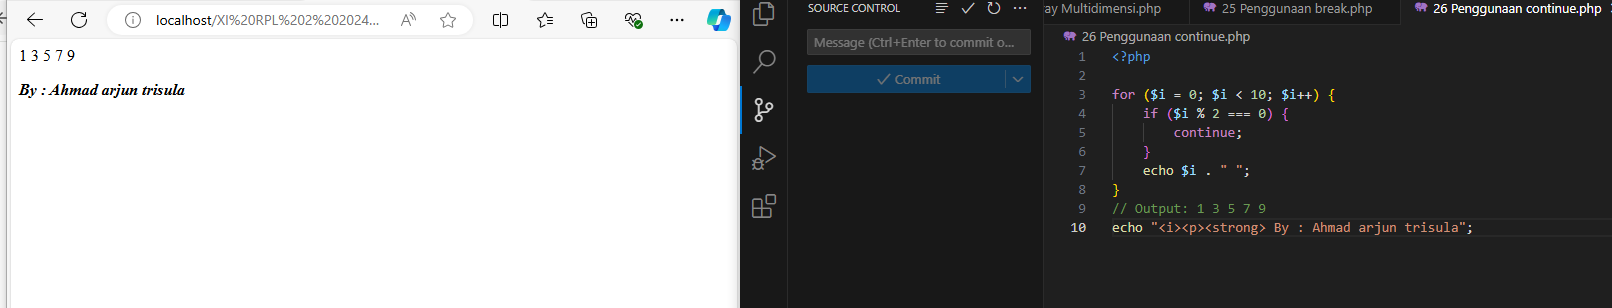 localhost/XI%20RPL%202%202024...
1 3 5 7 9
By : Ahmad arjun trisula
SOURCE CONTROL
Message (Ctrl+Enter to commit o...
Commit
ay Multidimensi.php
25 Penggunaan break.php
26 Penggunaan continue.php
26 Penggunaan continue.php
1 <?php
2
3 for ($i = 0; $i < 10; $i++) {
4 if ($i % 2 === 0) {
5 continue;
6 }
7 echo $i . " ";
8 }
9 // Output: 1 3 5 7 9
10 echo "<i><p><strong> By : Ahmad arjun trisula";